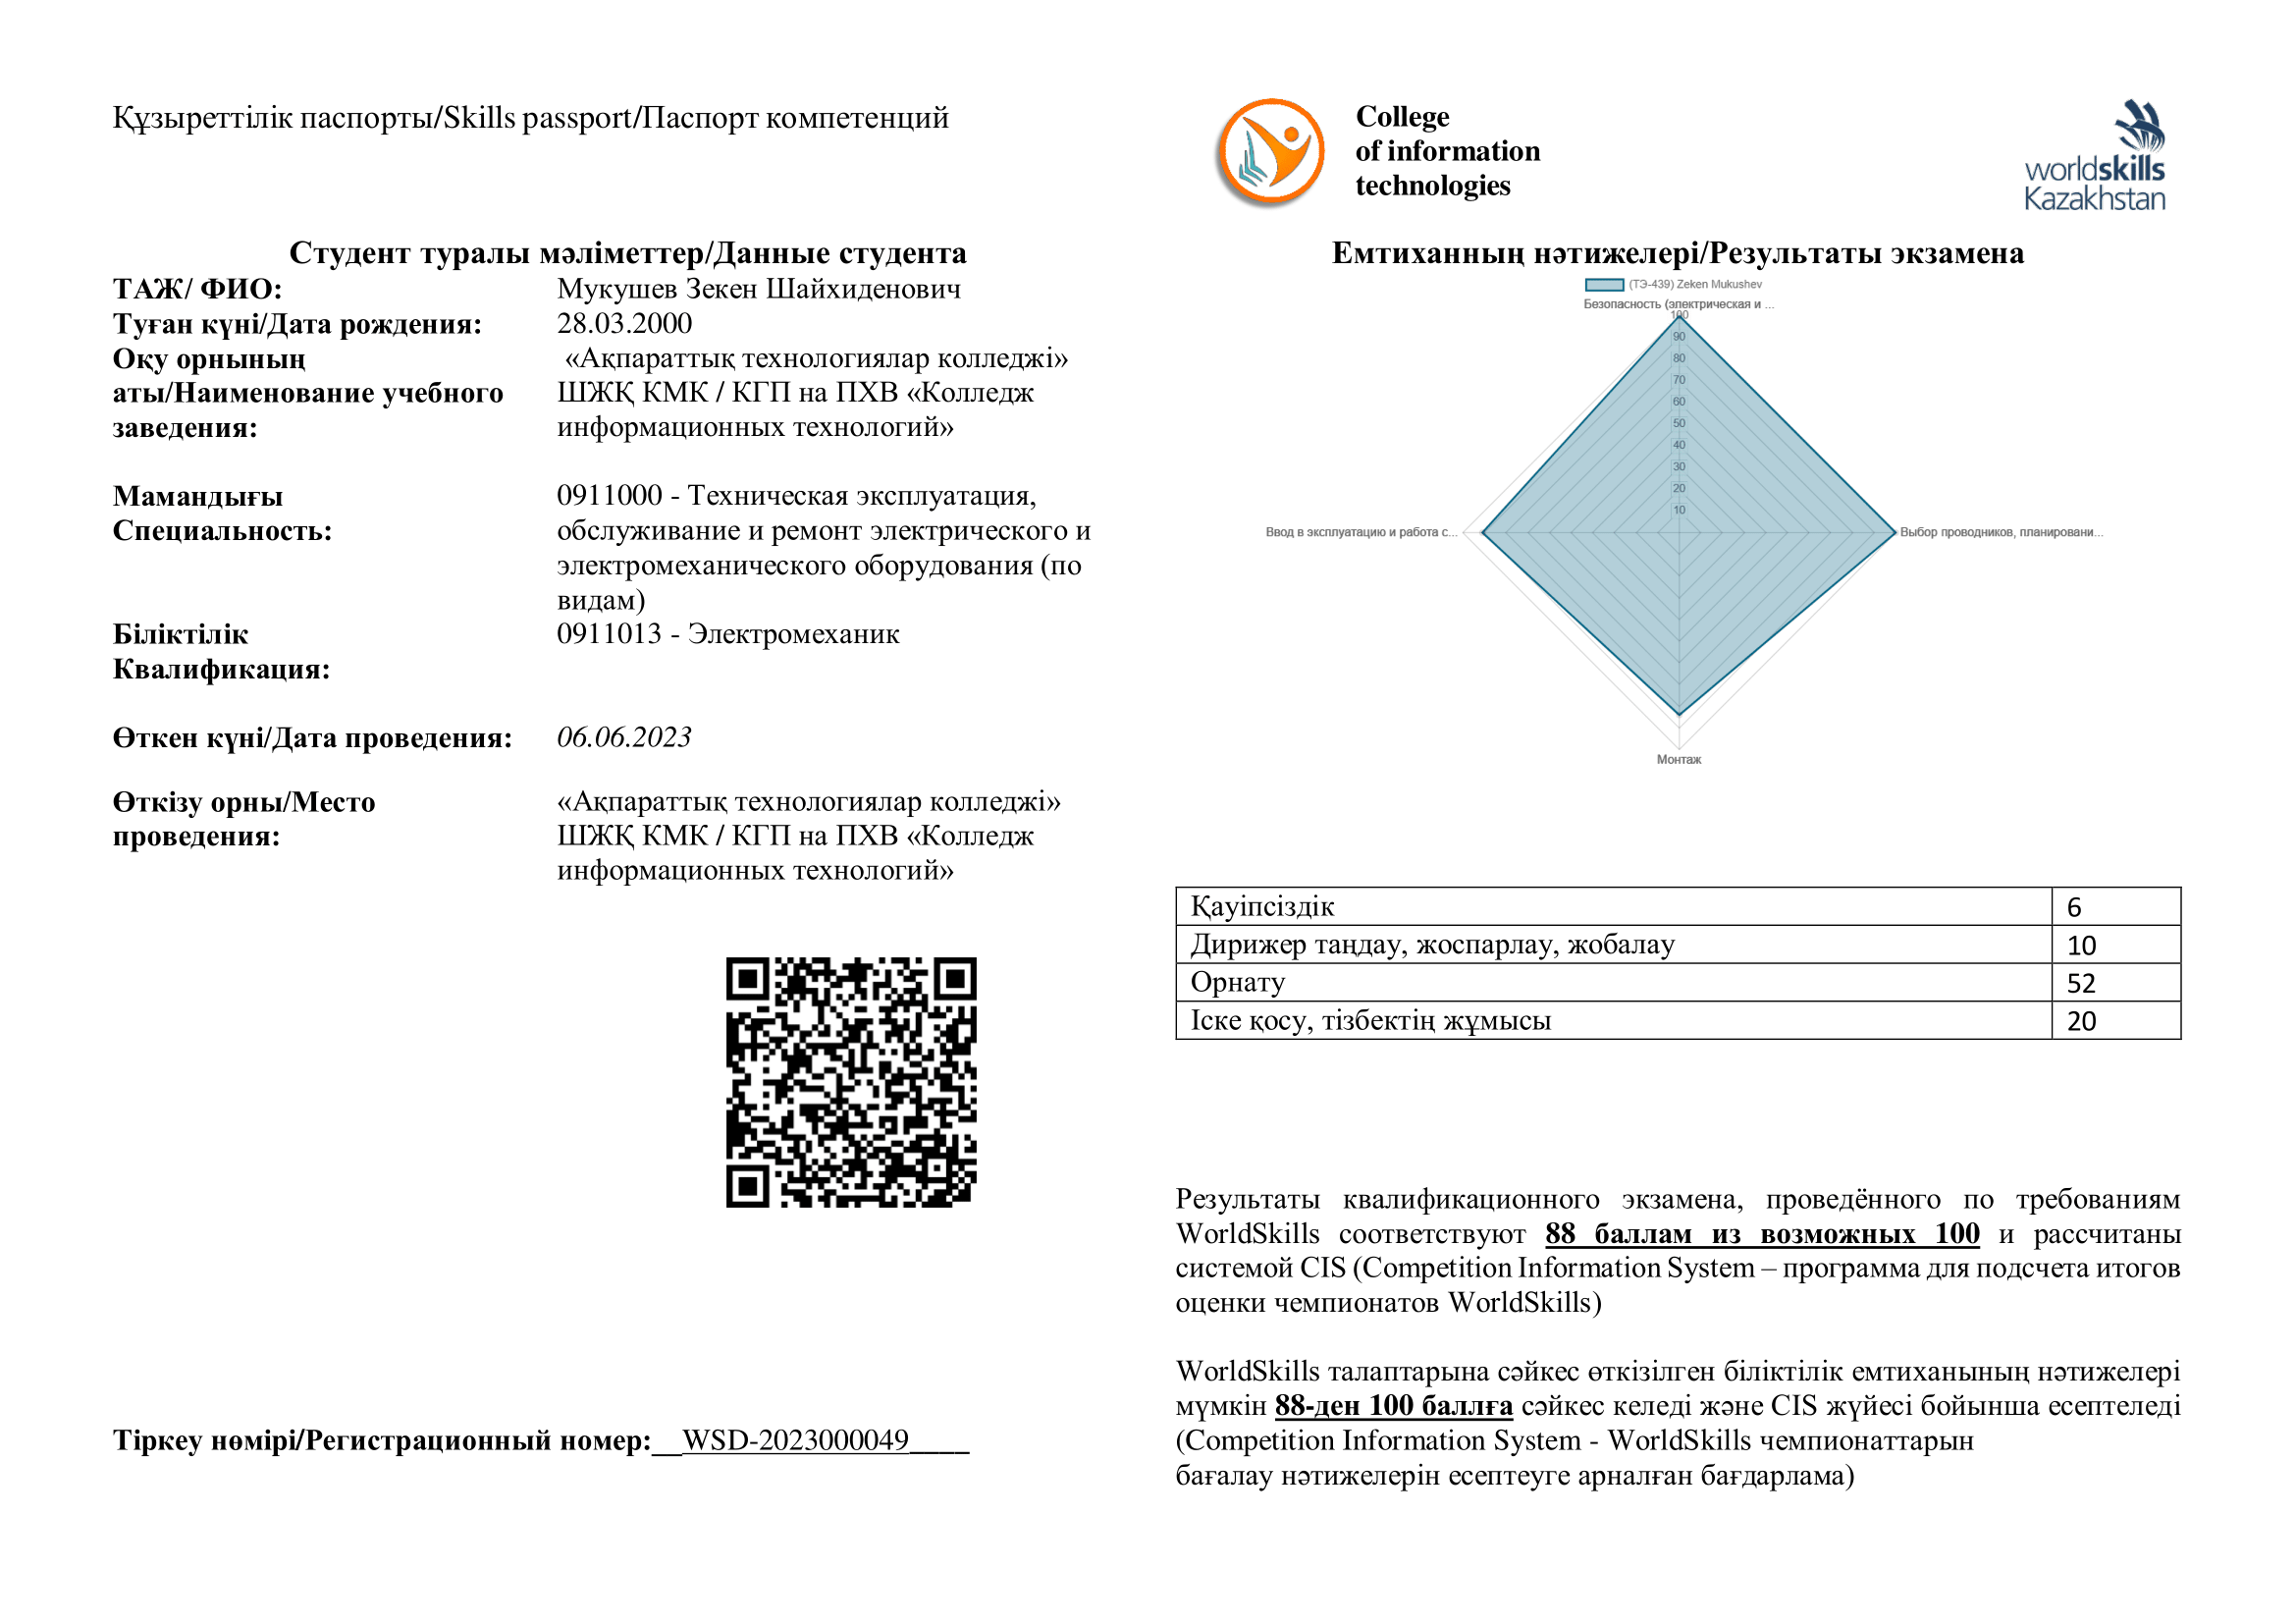 Құзыреттілік паспорты/Skills passport/Паспорт компетенций
Студент туралы мәліметтер/Данные студента
ТАЖ/ ФИО: Мукушев Зекен Шайхиденович
Туған күні/Дата рождения: 28.03.2000
Оқу орнының «Ақпараттық технологиялар колледжі»
аты/Наименование учебного ШЖҚ КМК / КГП на ПХВ «Колледж
заведения: информационных технологий»
Мамандығы 0911000 - Техническая эксплуатация,
Специальность: обслуживание и ремонт электрического и
электромеханического оборудования (по
видам)
Біліктілік 0911013 - Электромеханик
Квалификация:
Өткен күні/Дата проведения: 06.06.2023
Өткізу орны/Место «Ақпараттық технологиялар колледжі»
проведения: ШЖҚ КМК / КГП на ПХВ «Колледж
информационных технологий»
Тіркеу нөмірі/Регистрационный номер:__WSD-2023000049____
College
of information
technologies
worldskills
Kazakhstan
Емтиханның нәтижелері/Результаты экзамена
(ТЭ-439) Zeken Mukushev
Безопасность (электрическая и ...
100
90
80
70
60
50
40
30
20
10
Ввод в эксплуатацию и работа с...
Выбор проводников, планировани...
Монтаж
Қауіпсіздік 6
Дирижер таңдау, жоспарлау, жобалау 10
Орнату 52
Іске қосу, тізбектің жұмысы 20
Результаты квалификационного экзамена, проведённого по требованиям
WorldSkills соответствуют 88 баллам из возможных 100 и рассчитаны
системой CIS (Competition Information System – программа для подсчета итогов
оценки чемпионатов WorldSkills)
WorldSkills талаптарына сәйкес өткізілген біліктілік емтиханының нәтижелері
мүмкін 88-ден 100 баллға сәйкес келеді және CIS жүйесі бойынша есептеледі
(Competition Information System - WorldSkills чемпионаттарын
бағалау нәтижелерін есептеуге арналған бағдарлама)